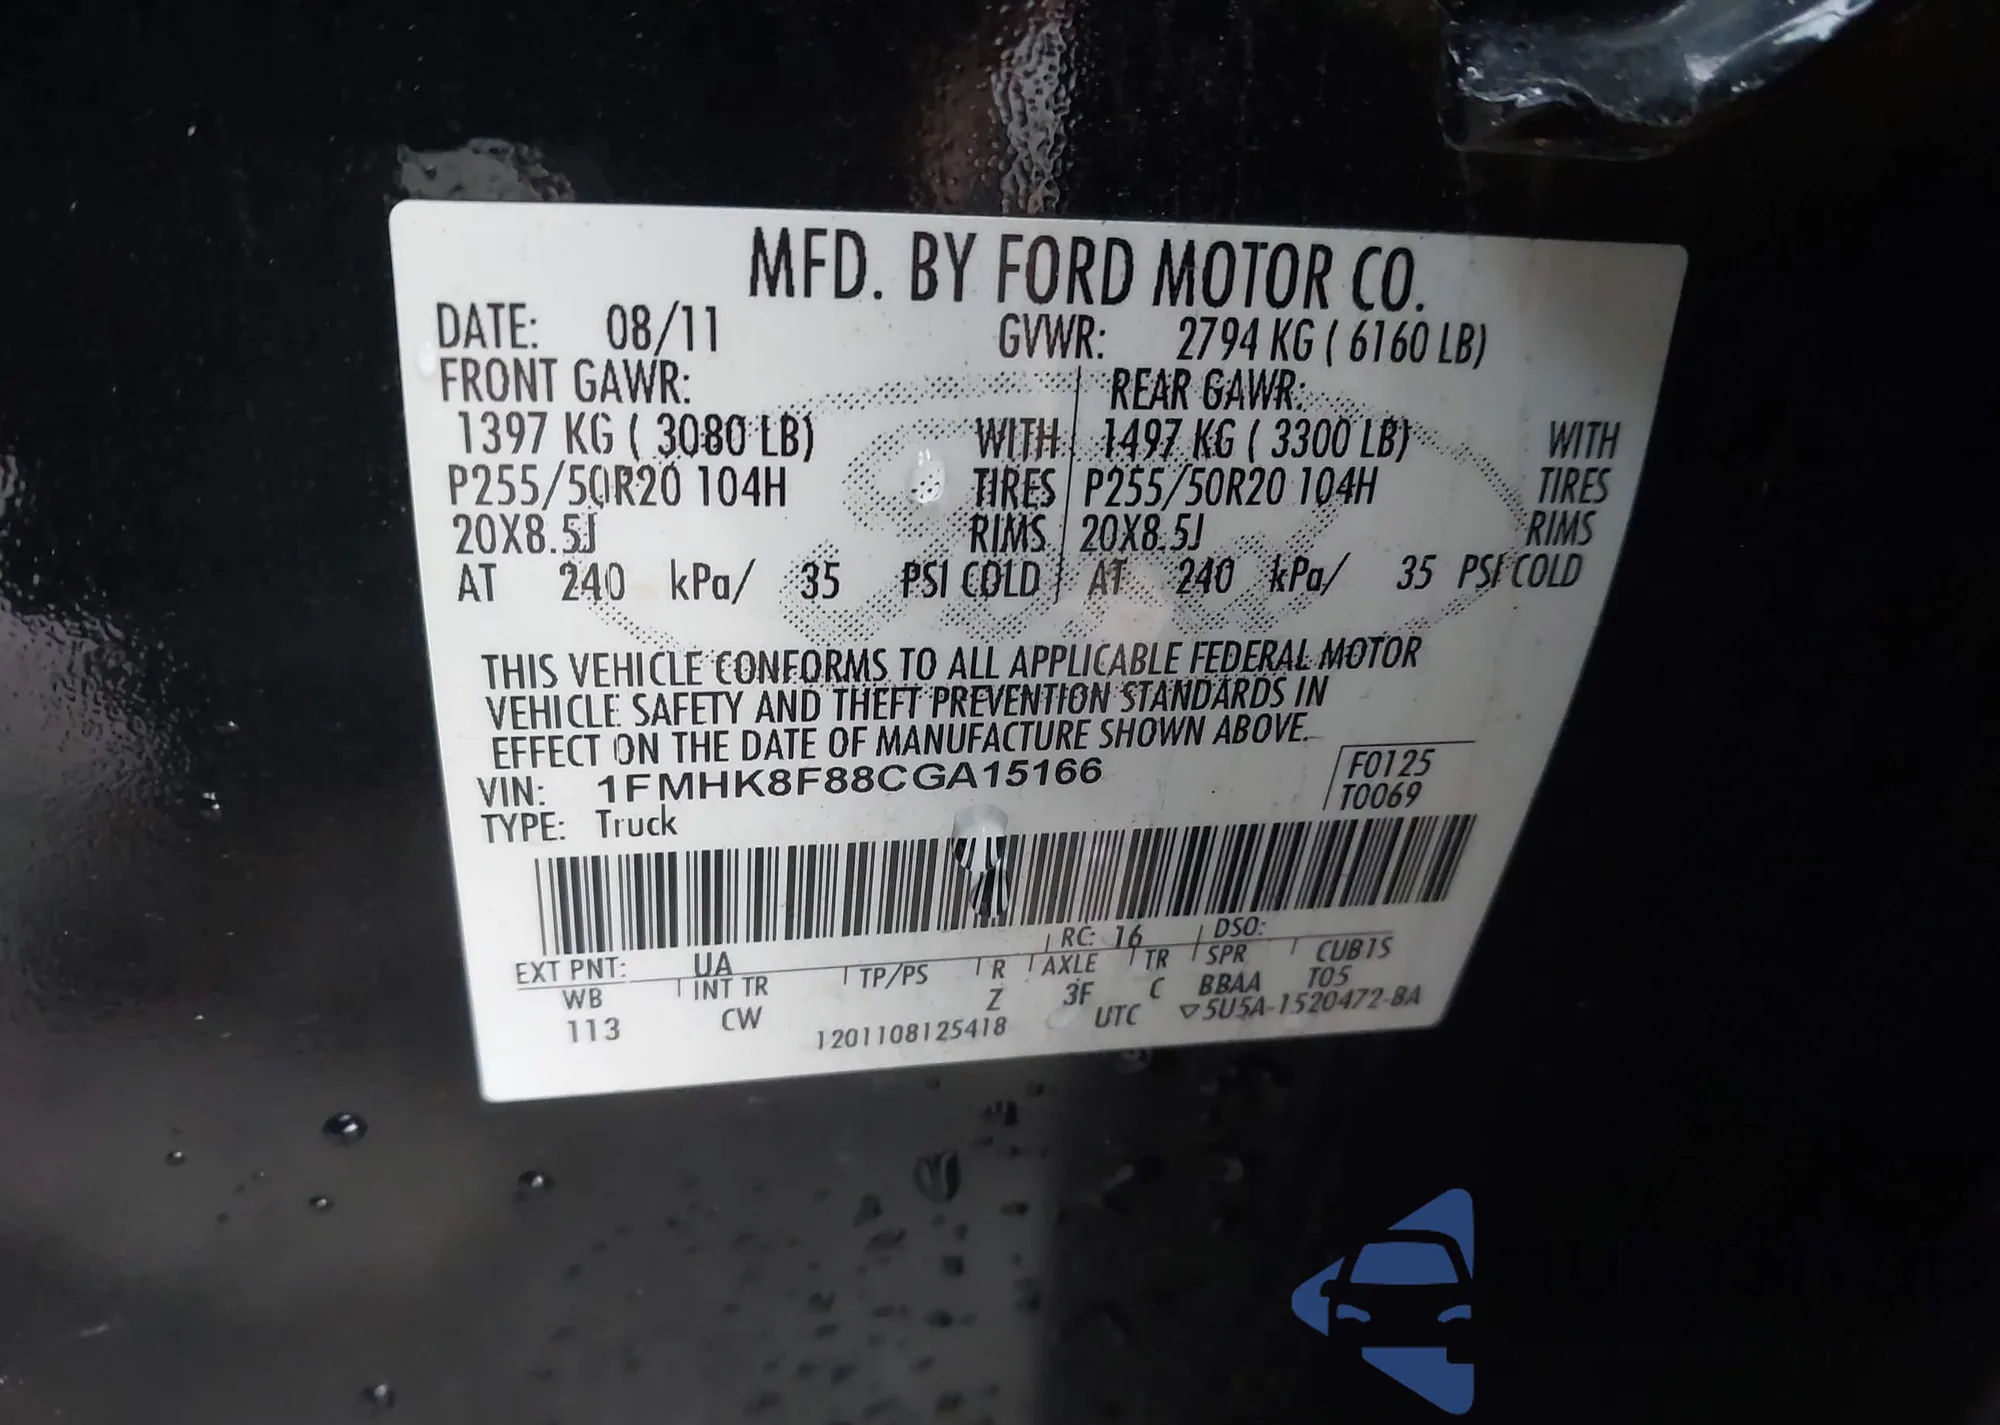 MFD. BY FORD MOTOR CO.
DATE: 08/11 GVWR: 2794 KG ( 6160 LB)
FRONT GAWR: REAR GAWR:
1397 KG ( 3080 LB) WITH 1497 KG ( 3300 LB) WITH
P255/50R20 104H TIRES P255/50R20 104H TIRES
20X8.5J RIMS 20X8.5J RIMS
AT 240 kPa/ 35 PSI COLD AT 240 kPa/ 35 PSI COLD
THIS VEHICLE CONFORMS TO ALL APPLICABLE FEDERAL MOTOR
VEHICLE SAFETY AND THEFT PREVENTION STANDARDS IN
EFFECT ON THE DATE OF MANUFACTURE SHOWN ABOVE.
VIN: 1FMHK8F88CGA15166 F0125
TYPE: Truck T0069
EXT PNT: UA RC: 16 DSO:
WB INT TR TP/PS R AXLE TR SPR CUB1S
113 CW Z 3F C BBAA T05
1201108125418 UTC ▽5U5A-1520472-BA